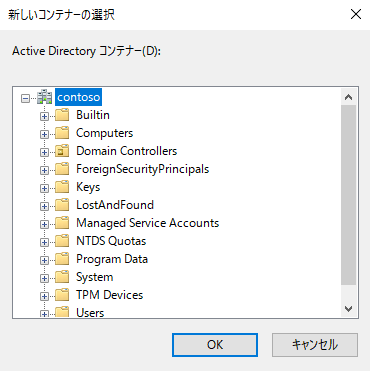 新しいコンテナーの選択
Active Directory コンテナー(D):
contoso
Builtin
Computers
Domain Controllers
ForeignSecurityPrincipals
Keys
LostAndFound
Managed Service Accounts
NTDS Quotas
Program Data
System
TPM Devices
Users
OK
キャンセル